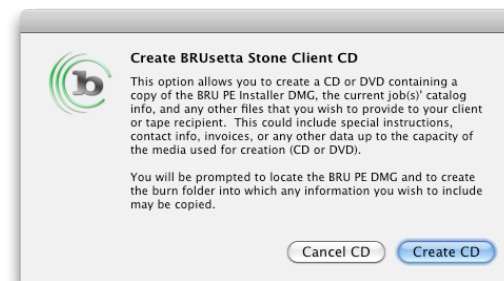 Create BRUsetta Stone Client CD
This option allows you to create a CD or DVD containing a
copy of the BRU PE Installer DMG, the current job(s)' catalog
info, and any other files that you wish to provide to your client
or tape recipient. This could include special instructions,
contact info, invoices, or any other data up to the capacity of
the media used for creation (CD or DVD).
You will be prompted to locate the BRU PE DMG and to create
the burn folder into which any information you wish to include
may be copied.
Cancel CD
Create CD
b